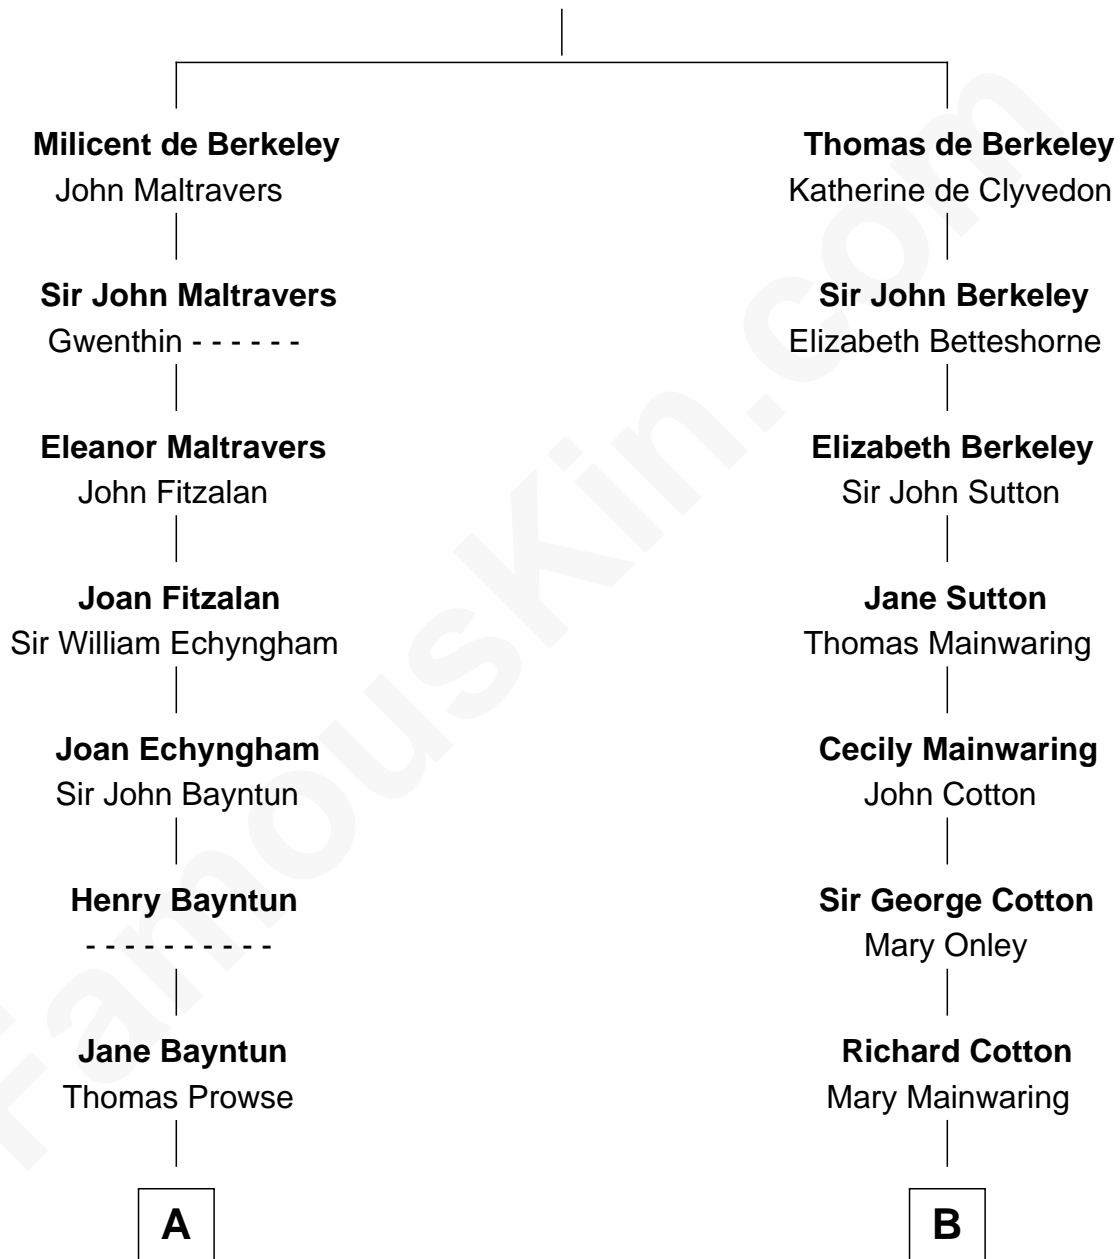 Milicent de Berkeley
John Maltravers
Sir John Maltravers
Gwenthin - - - - - -
Eleanor Maltravers
John Fitzalan
Joan Fitzalan
Sir William Echyngham
Joan Echyngham
Sir John Bayntun
Henry Bayntun
- - - - - - - - - -
Jane Bayntun
Thomas Prowse
A
Thomas de Berkeley
Katherine de Clyvedon
Sir John Berkeley
Elizabeth Betteshorne
Elizabeth Berkeley
Sir John Sutton
Jane Sutton
Thomas Mainwaring
Cecily Mainwaring
John Cotton
Sir George Cotton
Mary Onley
Richard Cotton
Mary Mainwaring
B
FamousKin.com